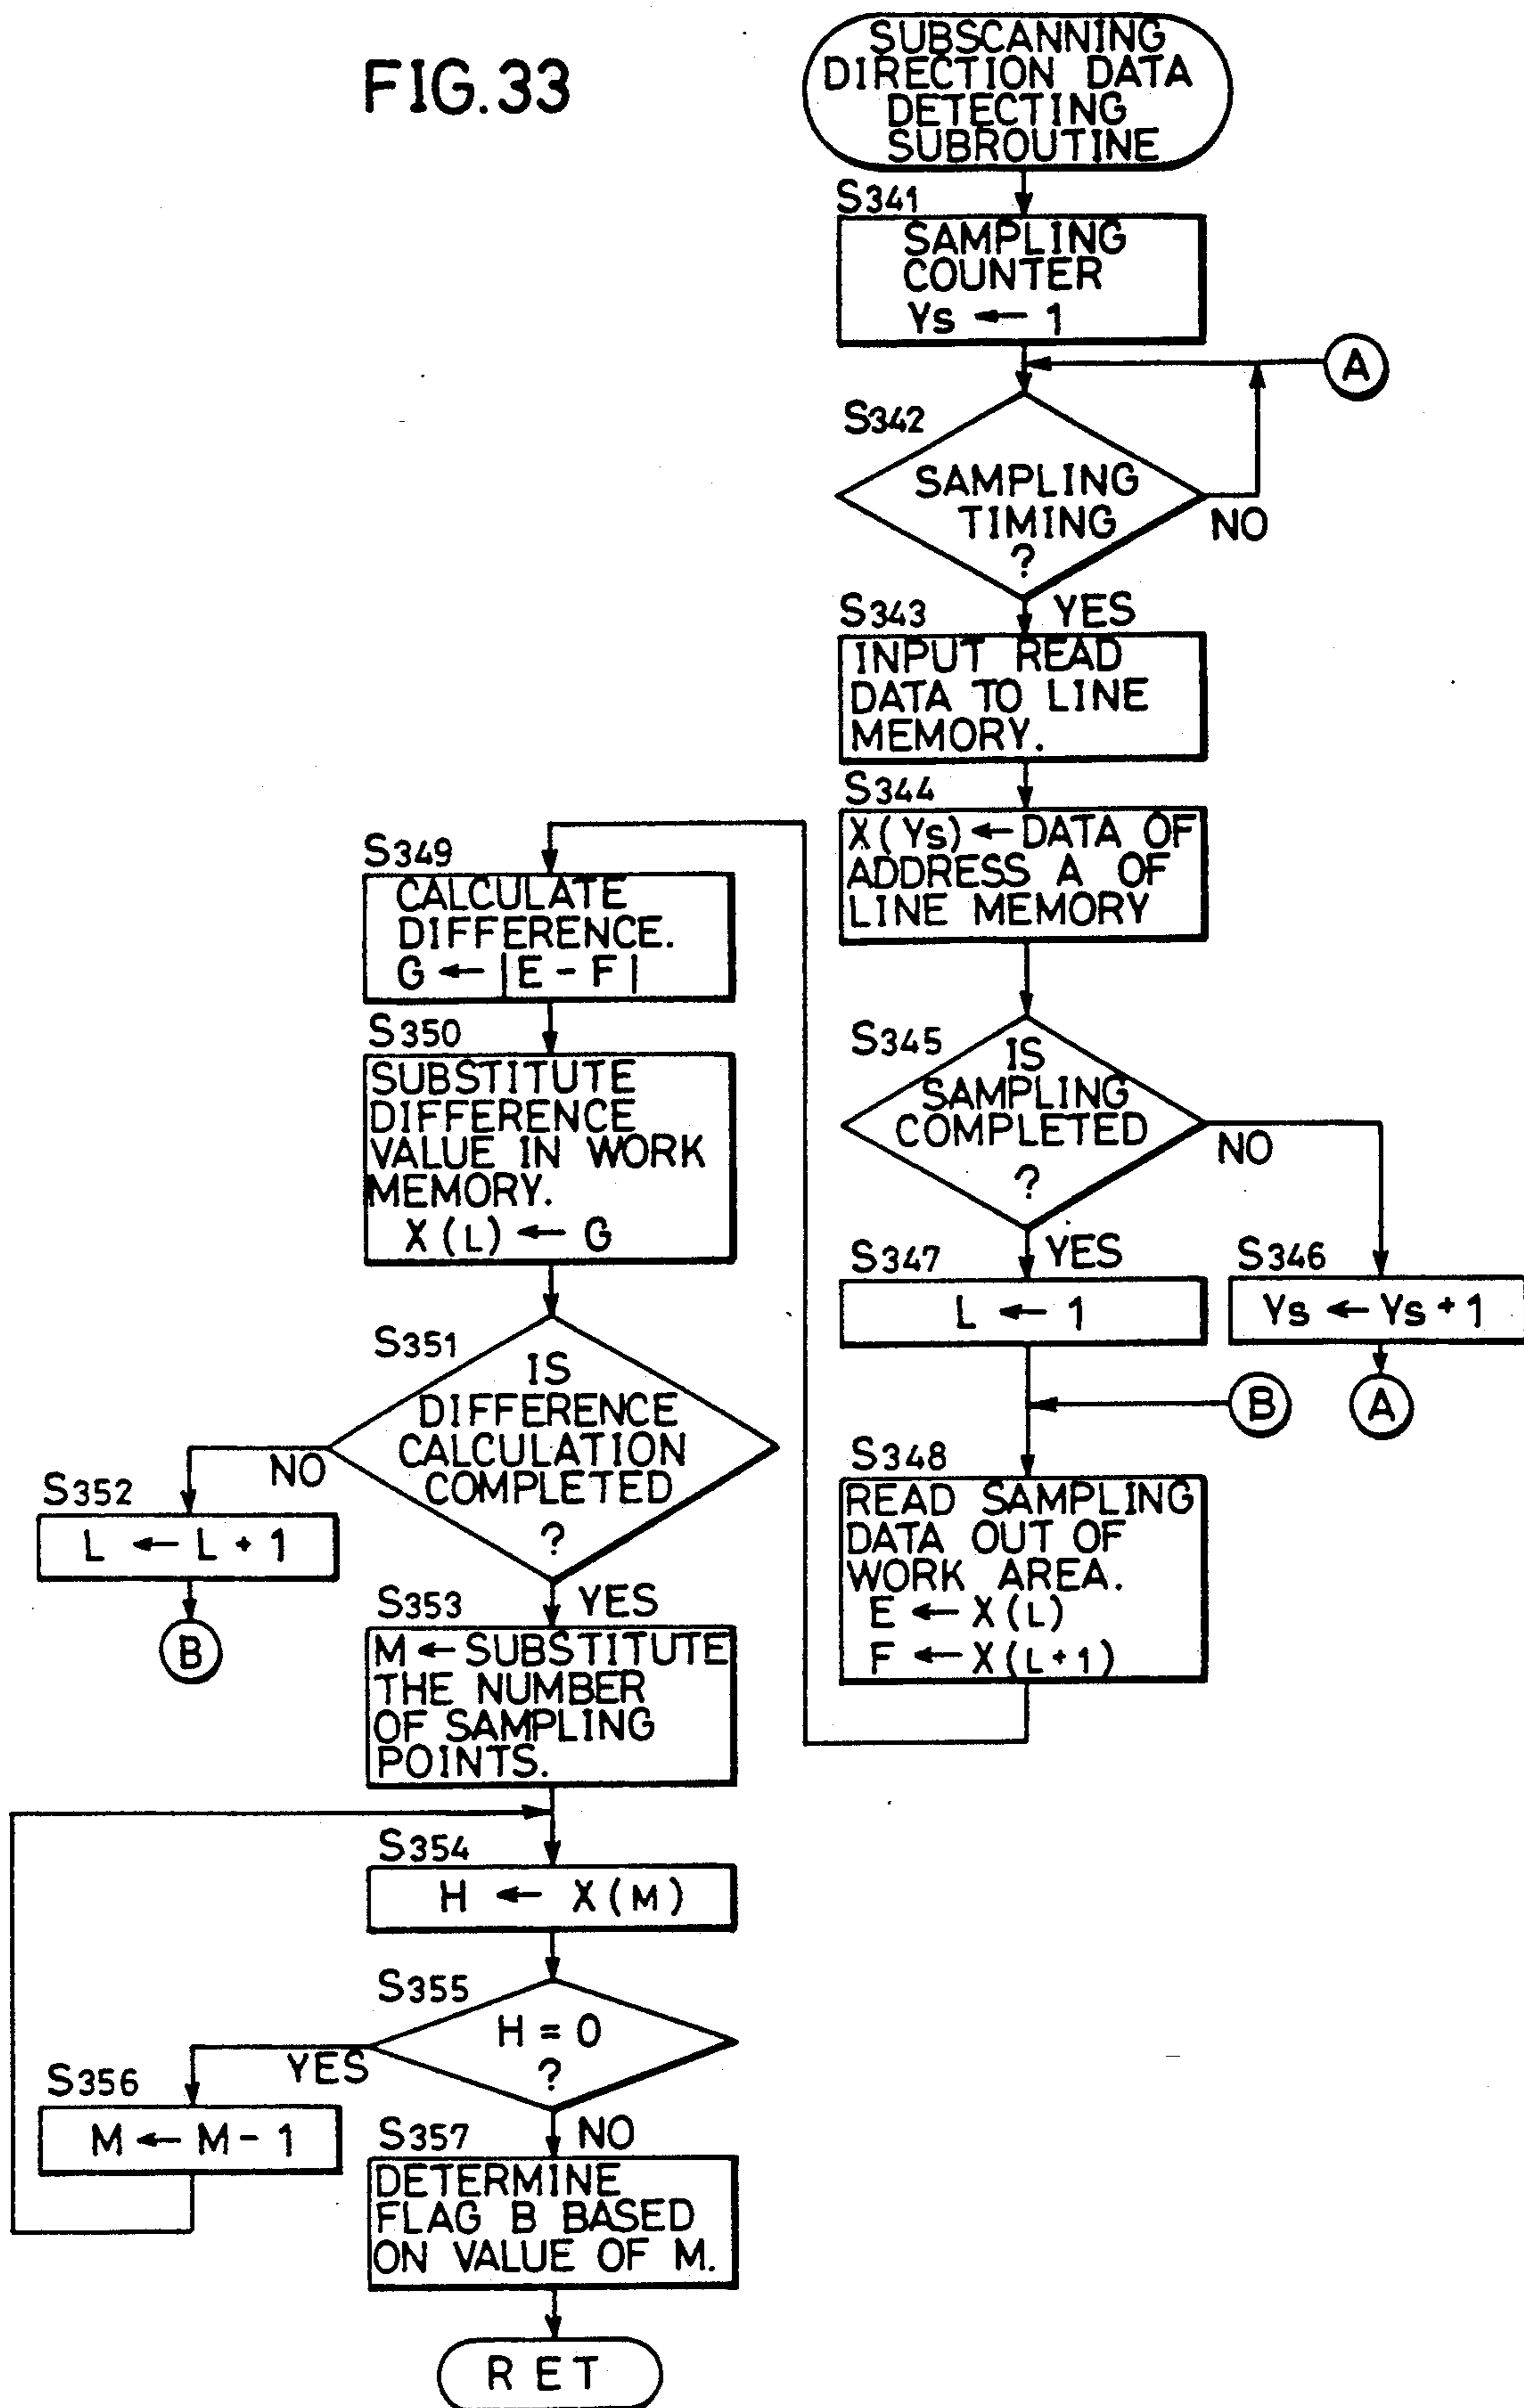 FIG.33
SUBSCANNING
DIRECTION DATA
DETECTING
SUBROUTINE
S341
SAMPLING
COUNTER
Ys ← 1
A
S342
SAMPLING
TIMING
?
NO
YES
S343
INPUT READ
DATA TO LINE
MEMORY.
S344
X(Ys) ← DATA OF
ADDRESS A OF
LINE MEMORY
S345
IS
SAMPLING
COMPLETED
?
NO
YES
S346
Ys ← Ys + 1
A
S347
L ← 1
B
S348
READ SAMPLING
DATA OUT OF
WORK AREA.
E ← X(L)
F ← X(L+1)
S349
CALCULATE
DIFFERENCE.
G ← |E - F|
S350
SUBSTITUTE
DIFFERENCE
VALUE IN WORK
MEMORY.
X(L) ← G
S351
IS
DIFFERENCE
CALCULATION
COMPLETED
?
NO
YES
S352
L ← L + 1
B
S353
M ← SUBSTITUTE
THE NUMBER
OF SAMPLING
POINTS.
S354
H ← X(M)
S355
H = 0
?
YES
NO
S356
M ← M - 1
S357
DETERMINE
FLAG B BASED
ON VALUE OF M.
RET